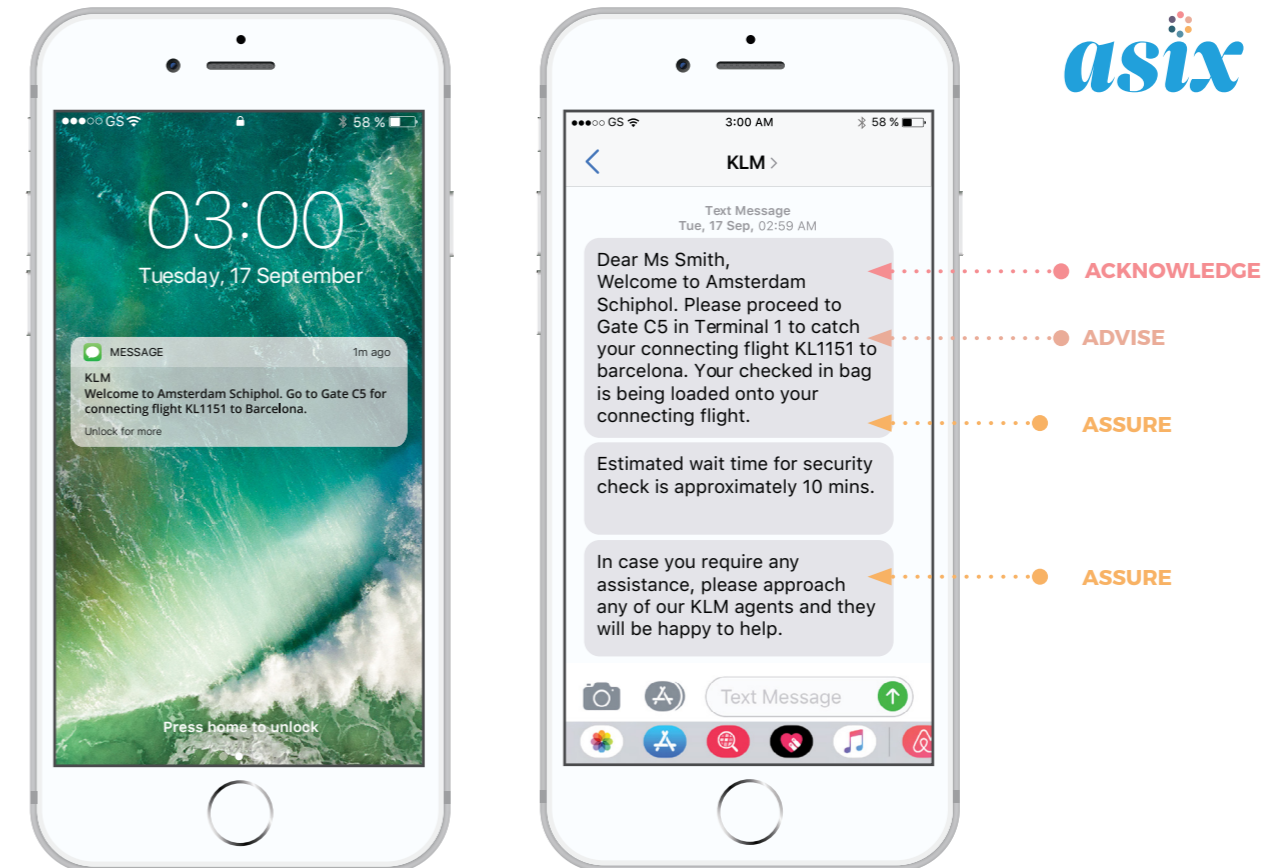 GS
58 %
03:00
Tuesday, 17 September
MESSAGE
1m ago
KLM
Welcome to Amsterdam Schiphol. Go to Gate C5 for
connecting flight KL1151 to Barcelona.
Unlock for more
Press home to unlock
GS
3:00 AM
58 %
KLM >
Text Message
Tue, 17 Sep, 02:59 AM
Dear Ms Smith,
Welcome to Amsterdam
Schiphol. Please proceed to
Gate C5 in Terminal 1 to catch
your connecting flight KL1151 to
barcelona. Your checked in bag
is being loaded onto your
connecting flight.
Estimated wait time for security
check is approximately 10 mins.
In case you require any
assistance, please approach
any of our KLM agents and they
will be happy to help.
Text Message
asix
ACKNOWLEDGE
ADVISE
ASSURE
ASSURE